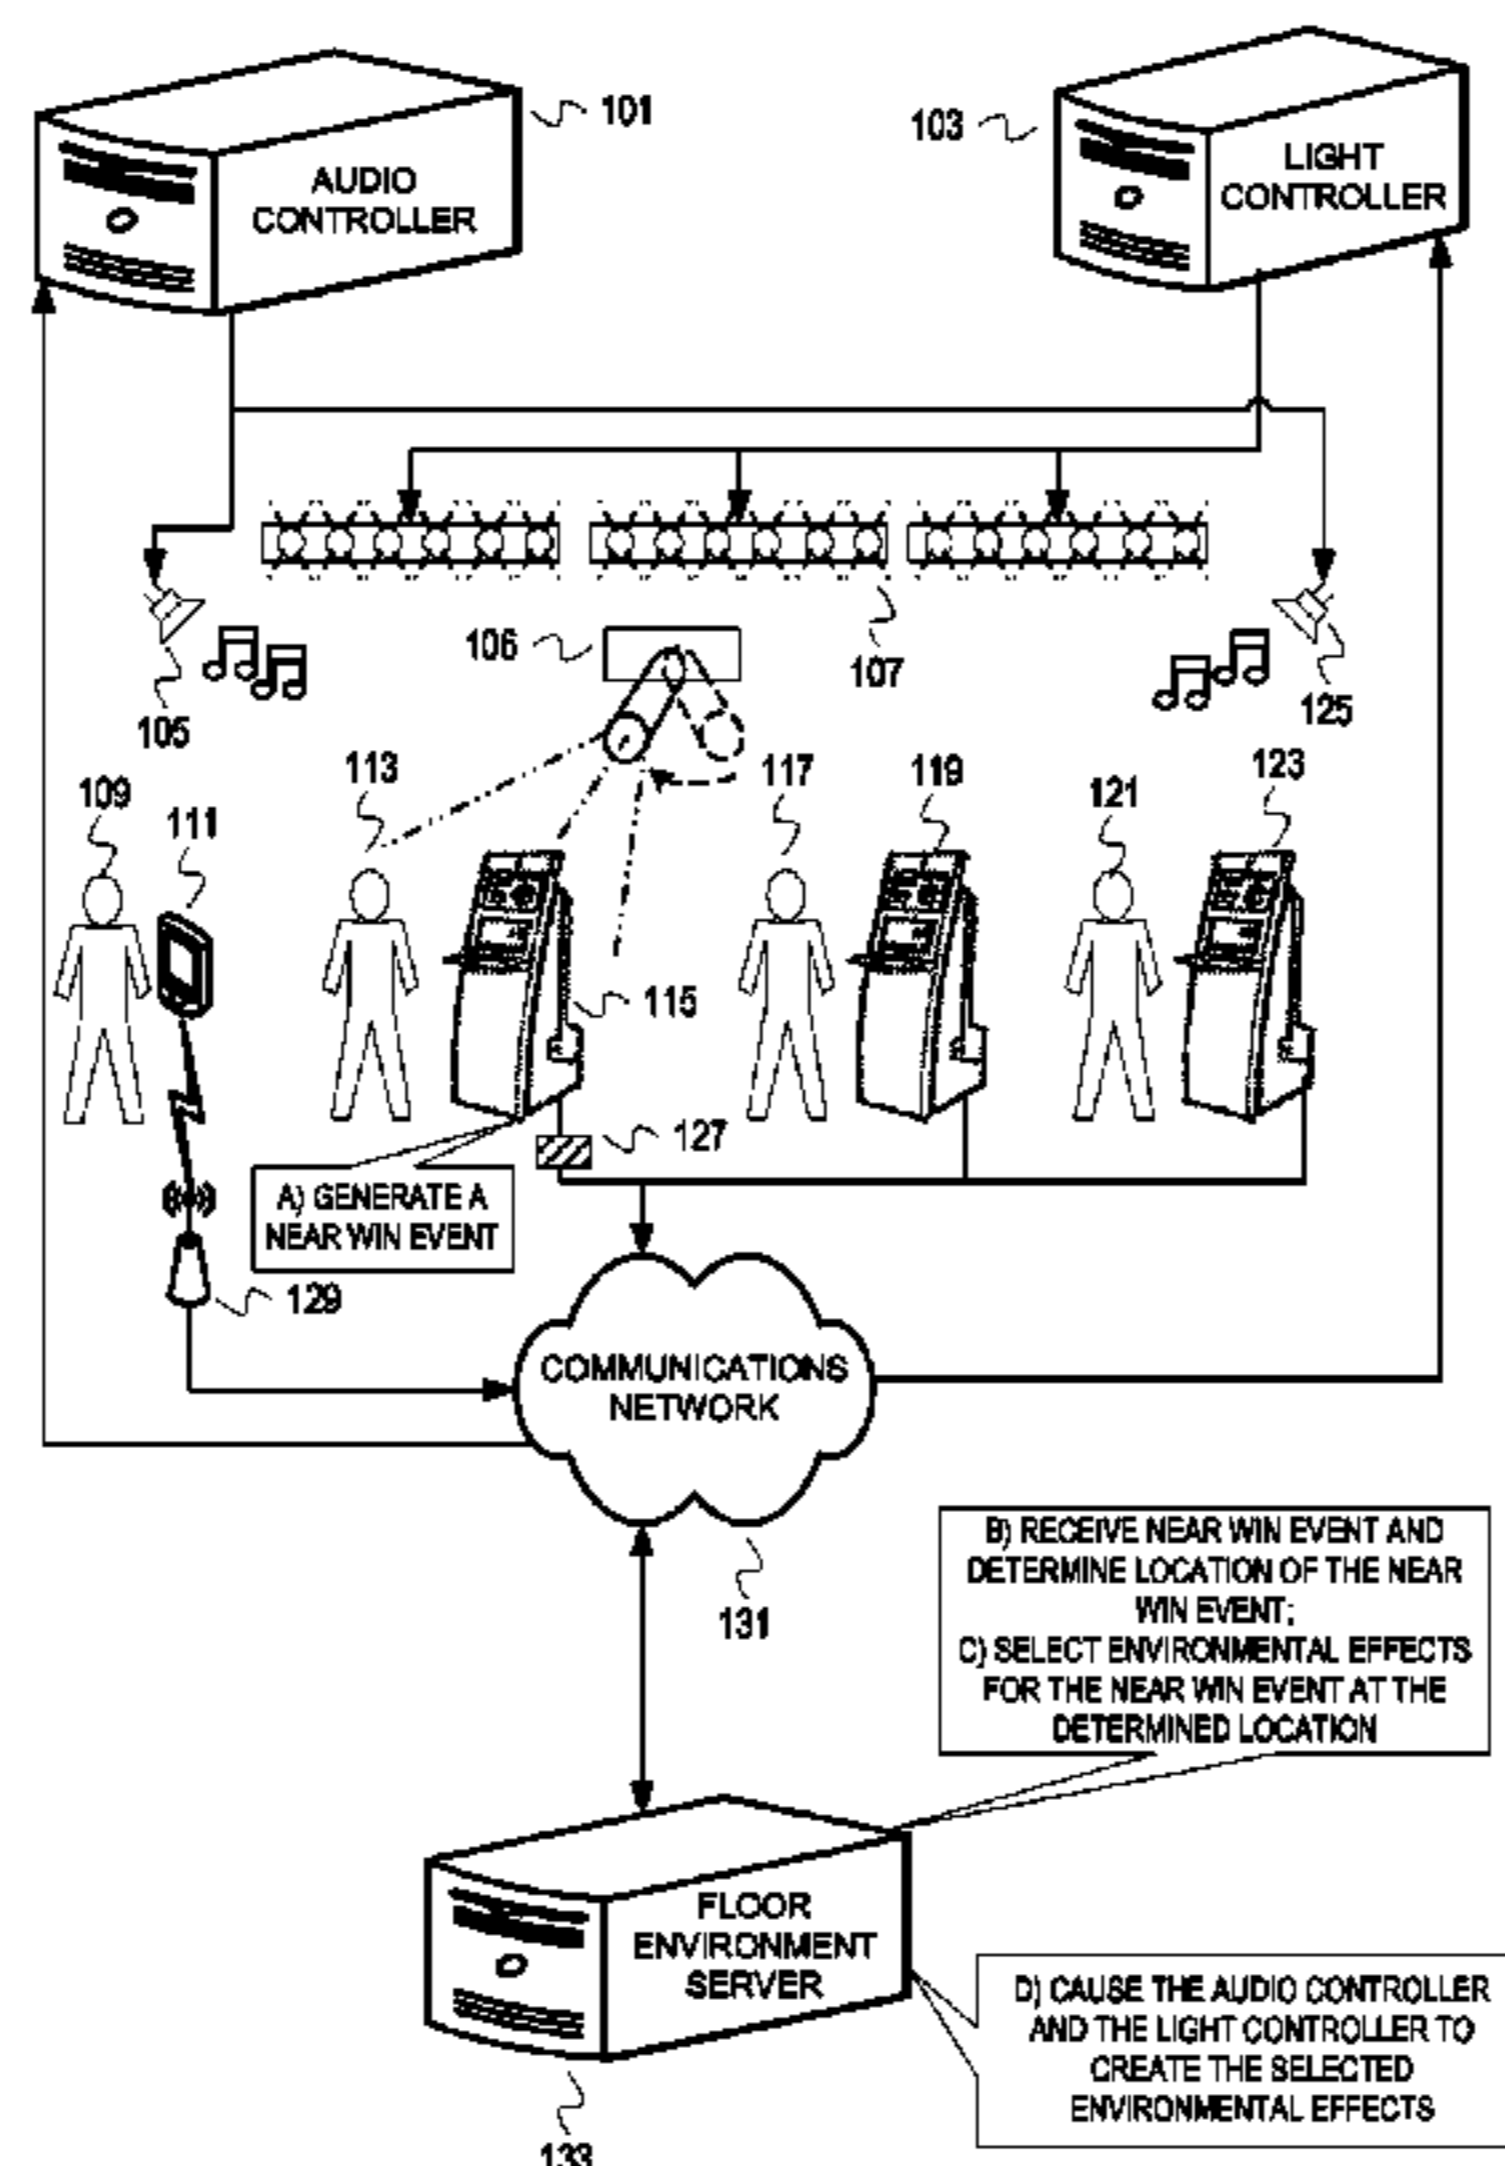 101
AUDIO
CONTROLLER
103
LIGHT
CONTROLLER
106
107
105
125
109
111
113
117
119
121
123
115
127
A) GENERATE A
NEAR WIN EVENT
129
COMMUNICATIONS
NETWORK
131
B) RECEIVE NEAR WIN EVENT AND
DETERMINE LOCATION OF THE NEAR
WIN EVENT;
C) SELECT ENVIRONMENTAL EFFECTS
FOR THE NEAR WIN EVENT AT THE
DETERMINED LOCATION
FLOOR
ENVIRONMENT
SERVER
D) CAUSE THE AUDIO CONTROLLER
AND THE LIGHT CONTROLLER TO
CREATE THE SELECTED
ENVIRONMENTAL EFFECTS
133